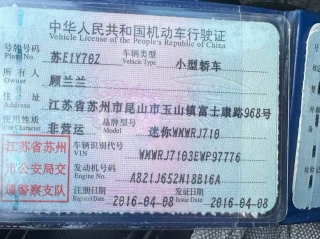 中华人民共和国机动车行驶证
Vehicle License of the People's Republic of China
号牌号码 苏E1Y70Z 车辆类型 小型轿车
Plate No. Vehicle Type
所有人 顾兰兰
Owner
住址 江苏省苏州市昆山市玉山镇富士康路968号
Address
使用性质 非营运 品牌型号 迷你WMWRJ710
Use Character Model
江苏省苏州
市公安局交
通警察支队
车辆识别代号 WMWRJ7103EWP97776
VIN
发动机号码 A821J652N18B16A
Engine No.
注册日期 2016-04-08 发证日期 2016-04-08
Register Date Issue Date